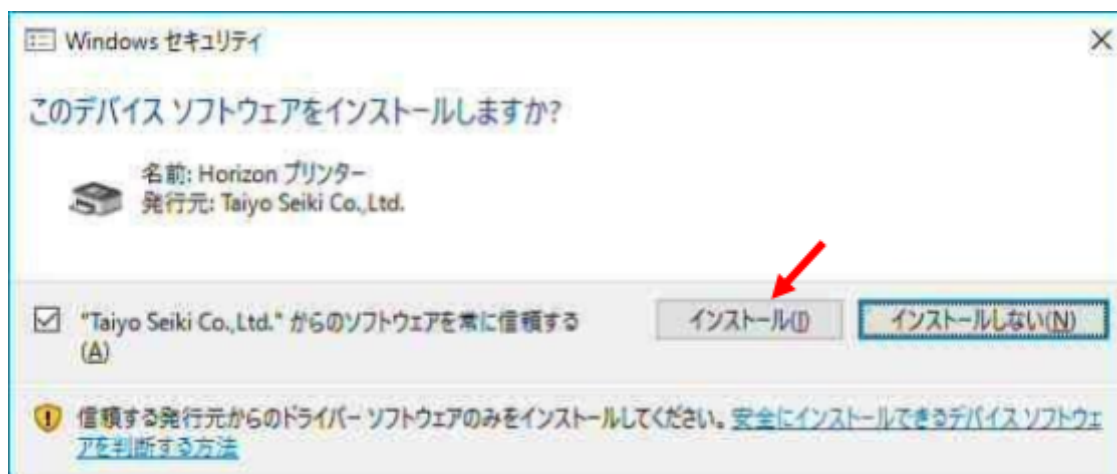 Windows セキュリティ
このデバイス ソフトウェアをインストールしますか?
名前: Horizon プリンター
発行元: Taiyo Seiki Co.,Ltd.
"Taiyo Seiki Co.,Ltd." からのソフトウェアを常に信頼する
(A)
インストール(I)
インストールしない(N)
信頼する発行元からのドライバー ソフトウェアのみをインストールしてください。安全にインストールできるデバイス ソフトウェ
アを判断する方法